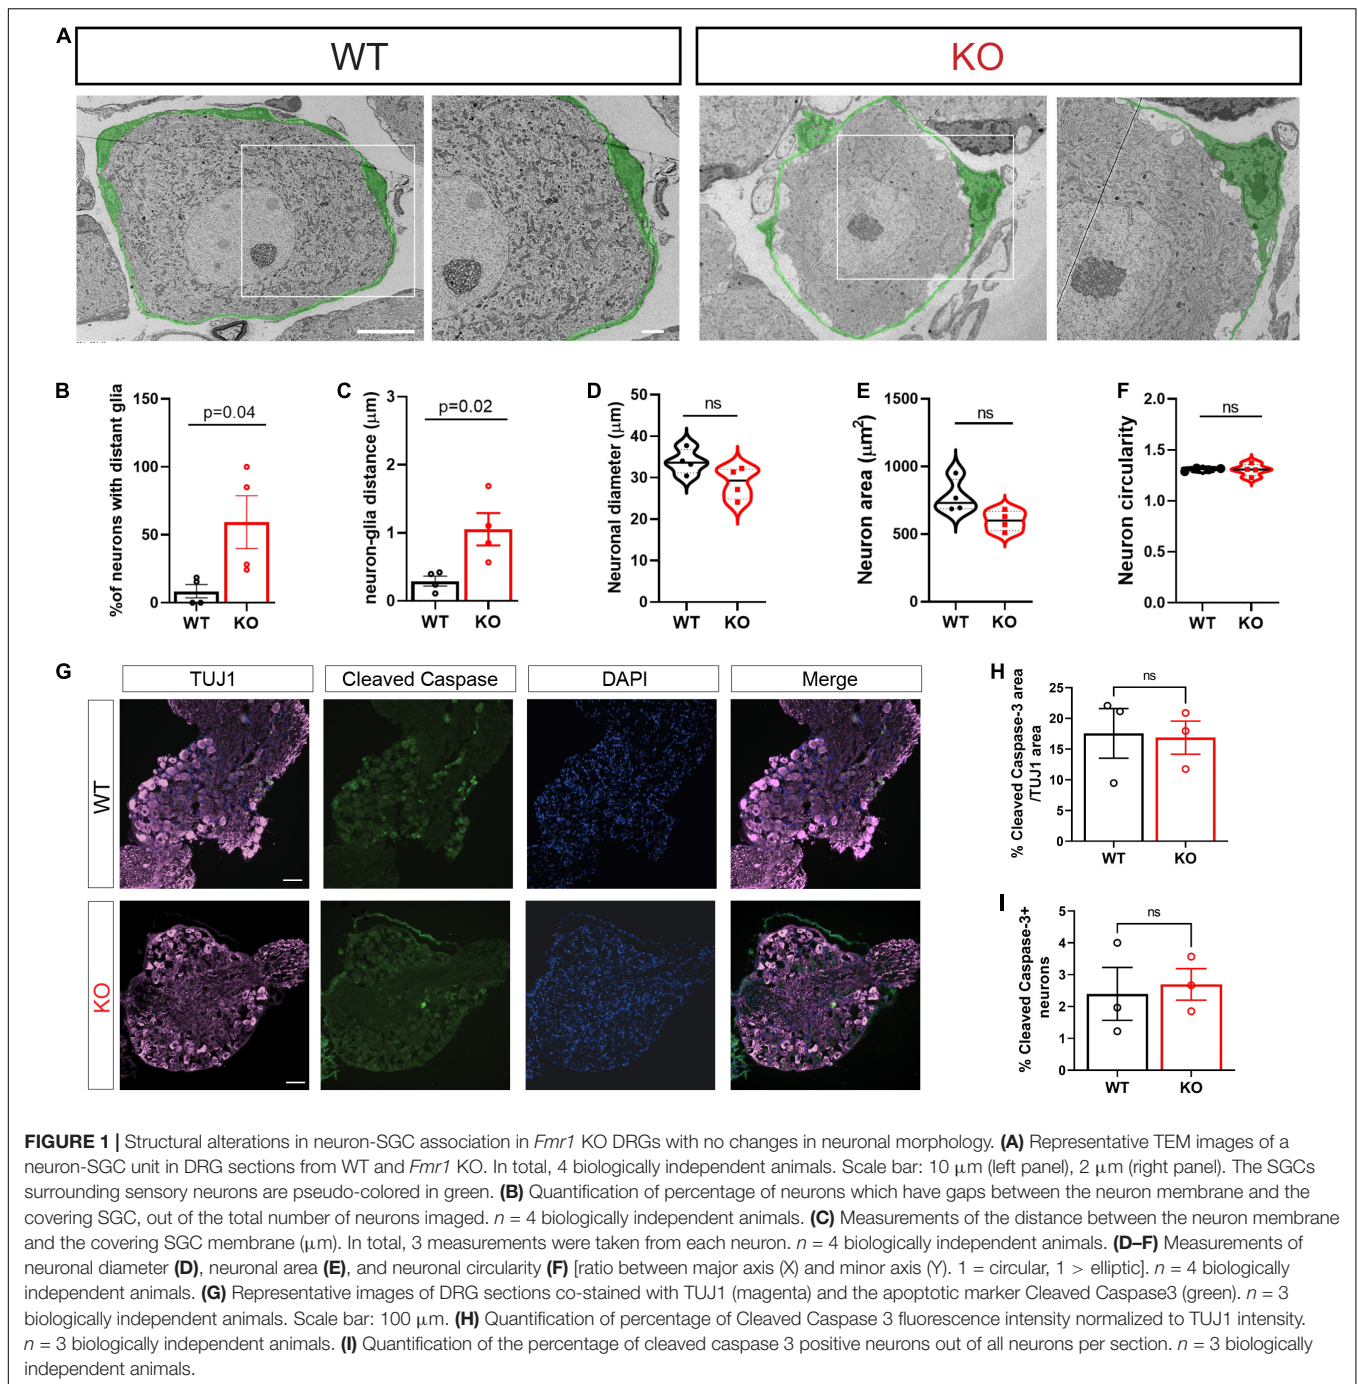 A
WT
KO
B
%of neurons with distant glia
150
100
50
0
p=0.04
WT KO
C
neuron-glia distance (μm)
3
2
1
0
p=0.02
WT KO
D
Neuronal diameter (μm)
50
40
30
20
10
0
ns
WT KO
E
Neuron area (μm²)
1500
1000
500
0
ns
WT KO
F
Neuron circularity
2.0
1.5
1.0
0.5
0.0
ns
WT KO
G
TUJ1 Cleaved Caspase DAPI Merge
WT
KO
H
% Cleaved Caspase-3 area
/TUJ1 area
25
20
15
10
5
0
ns
WT KO
I
% Cleaved Caspase-3+
neurons
5
4
3
2
1
0
ns
WT KO
FIGURE 1 | Structural alterations in neuron-SGC association in Fmr1 KO DRGs with no changes in neuronal morphology. (A) Representative TEM images of a
neuron-SGC unit in DRG sections from WT and Fmr1 KO. In total, 4 biologically independent animals. Scale bar: 10 μm (left panel), 2 μm (right panel). The SGCs
surrounding sensory neurons are pseudo-colored in green. (B) Quantification of percentage of neurons which have gaps between the neuron membrane and the
covering SGC, out of the total number of neurons imaged. n = 4 biologically independent animals. (C) Measurements of the distance between the neuron membrane
and the covering SGC membrane (μm). In total, 3 measurements were taken from each neuron. n = 4 biologically independent animals. (D–F) Measurements of
neuronal diameter (D), neuronal area (E), and neuronal circularity (F) [ratio between major axis (X) and minor axis (Y). 1 = circular, 1 > elliptic]. n = 4 biologically
independent animals. (G) Representative images of DRG sections co-stained with TUJ1 (magenta) and the apoptotic marker Cleaved Caspase3 (green). n = 3
biologically independent animals. Scale bar: 100 μm. (H) Quantification of percentage of Cleaved Caspase 3 fluorescence intensity normalized to TUJ1 intensity.
n = 3 biologically independent animals. (I) Quantification of the percentage of cleaved caspase 3 positive neurons out of all neurons per section. n = 3 biologically
independent animals.